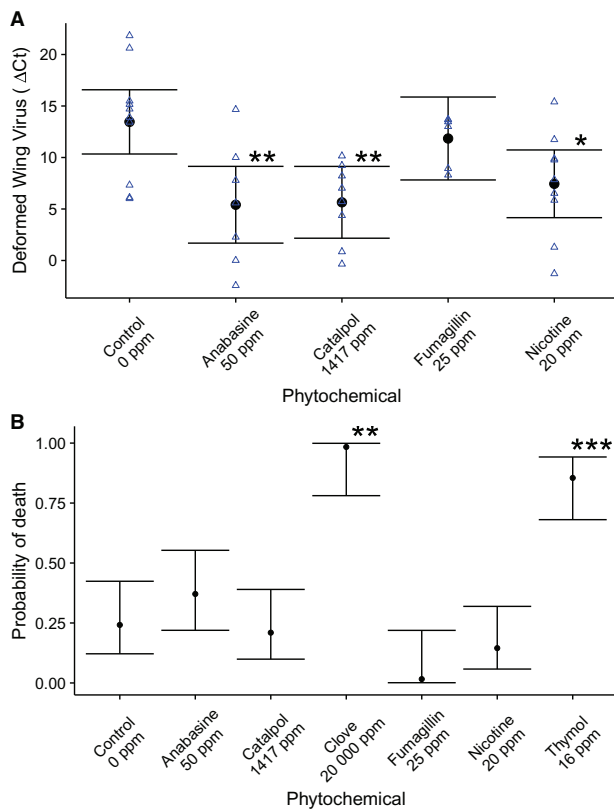 A
Deformed Wing Virus ( ΔCt)
20
15
10
5
0
**
**
*
Control
0 ppm
Anabasine
50 ppm
Catalpol
1417 ppm
Fumagillin
25 ppm
Nicotine
20 ppm
Phytochemical
B
Probability of death
1.00
0.75
0.50
0.25
0.00
**
***
Control
0 ppm
Anabasine
50 ppm
Catalpol
1417 ppm
Clove
20 000 ppm
Fumagillin
25 ppm
Nicotine
20 ppm
Thymol
16 ppm
Phytochemical